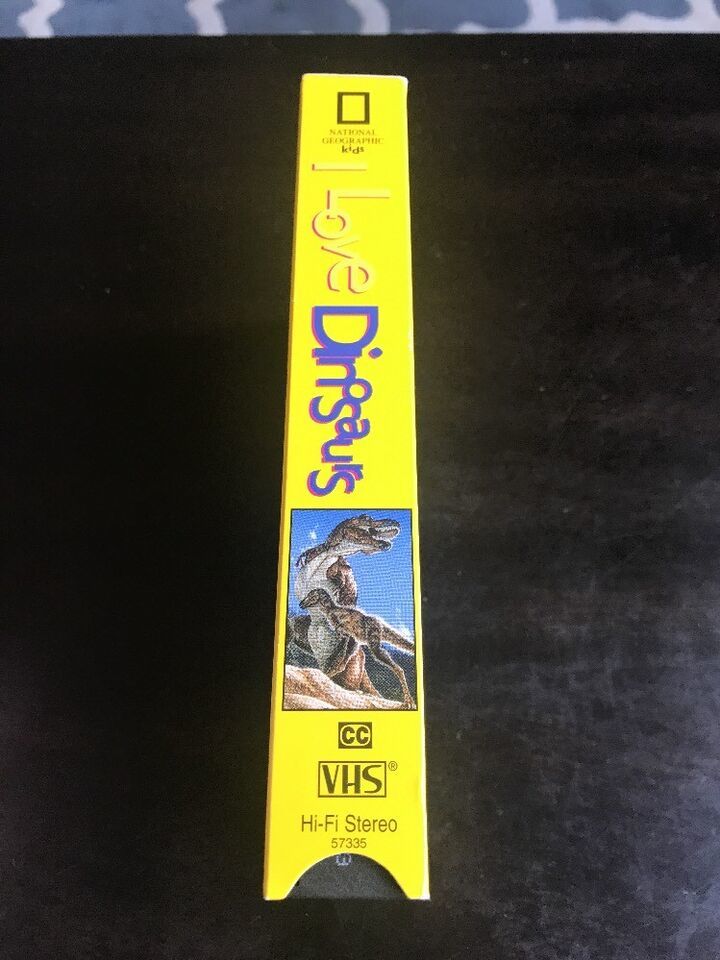 NATIONAL
GEOGRAPHIC
kids
I Love Dinosaurs
CC
VHS®
Hi-Fi Stereo
57335